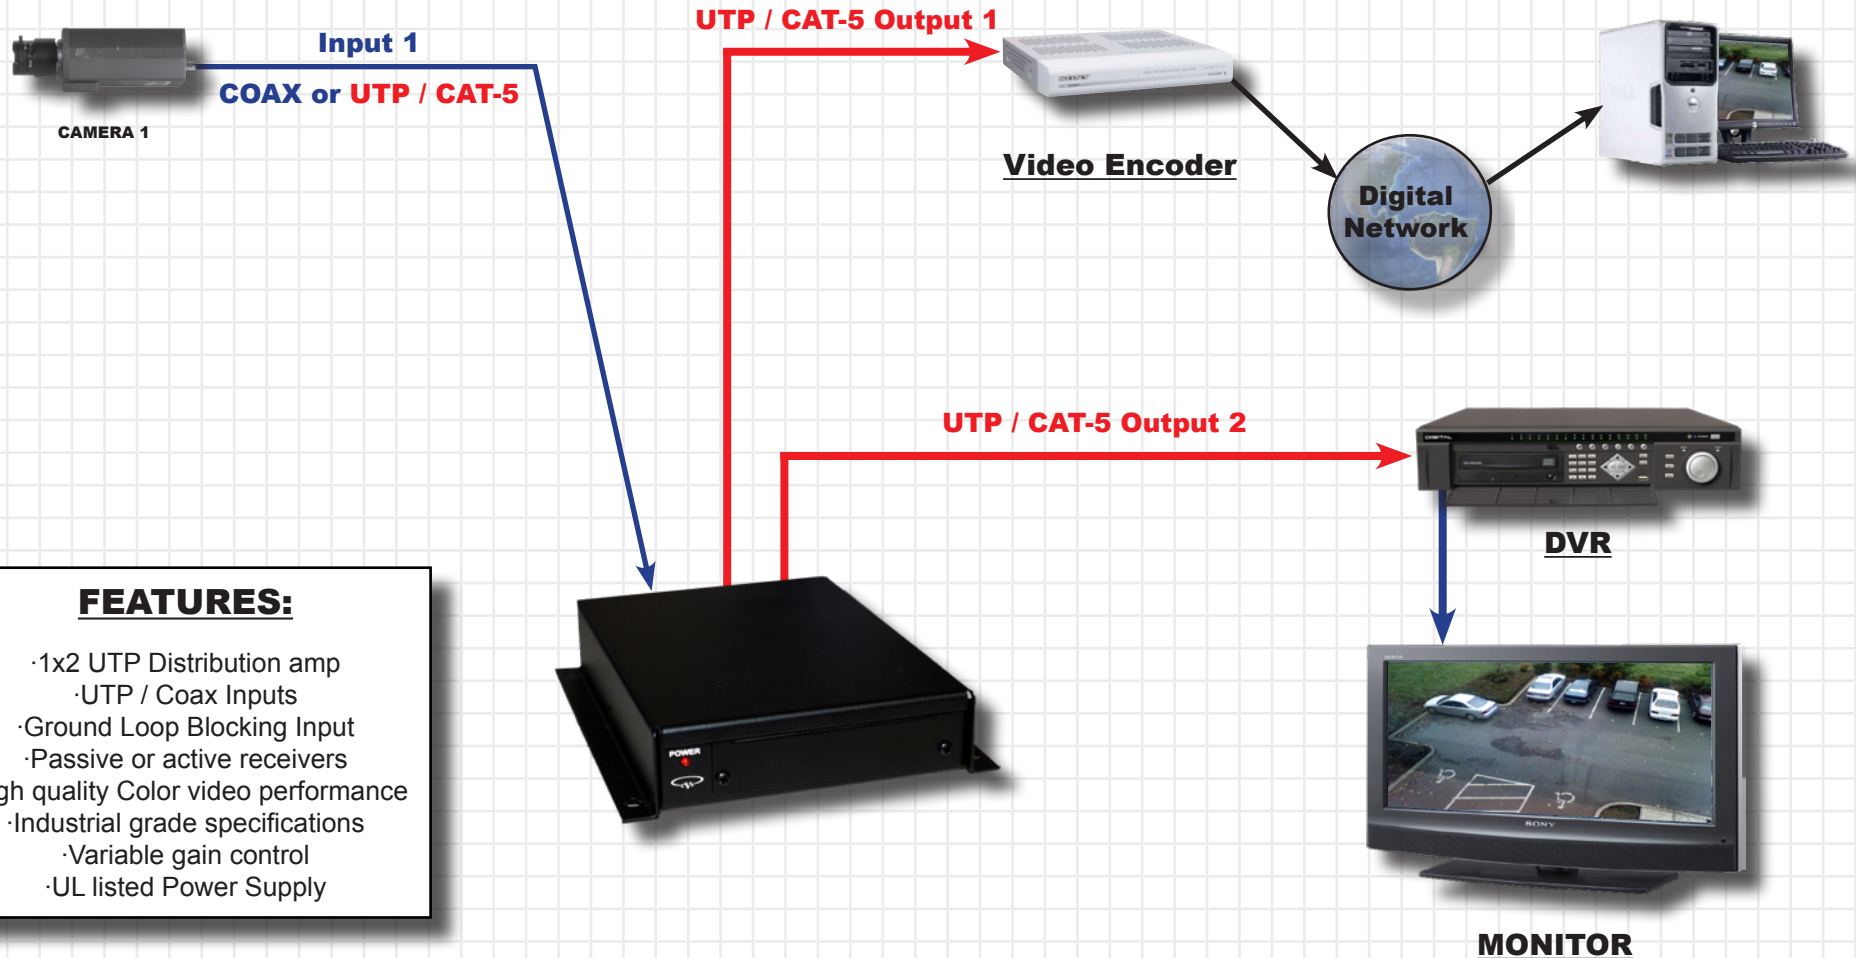 UTP / CAT-5 Output 1
Input 1
COAX or UTP / CAT-5
CAMERA 1
SONY
Video Encoder
Digital
Network
UTP / CAT-5 Output 2
DIGITAL
DVR
FEATURES:
·1x2 UTP Distribution amp
·UTP / Coax Inputs
·Ground Loop Blocking Input
·Passive or active receivers
gh quality Color video performance
·Industrial grade specifications
·Variable gain control
·UL listed Power Supply
POWER
SONY
MONITOR